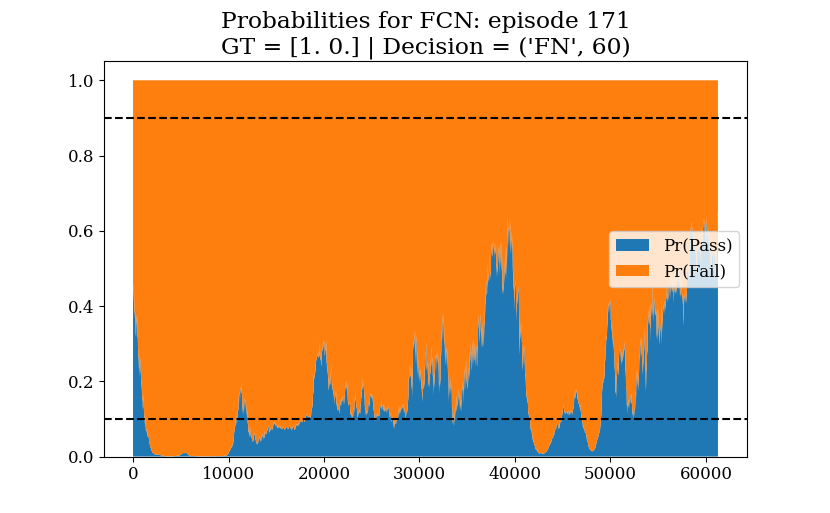 Probabilities for FCN: episode 171
GT = [1. 0.] | Decision = ('FN', 60)
1.0
0.8
0.6
0.4
0.2
0.0
Pr(Pass)
Pr(Fail)
0 10000 20000 30000 40000 50000 60000